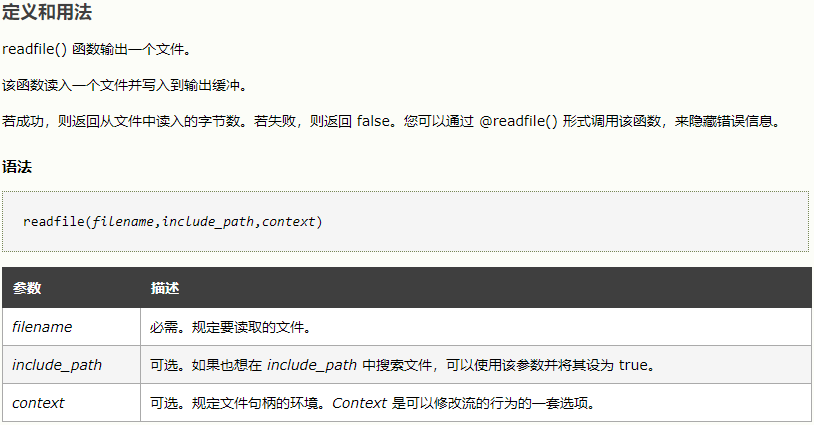 定义和用法
readfile() 函数输出一个文件。
该函数读入一个文件并写入到输出缓冲。
若成功，则返回从文件中读入的字节数。若失败，则返回 false。您可以通过 @readfile() 形式调用该函数，来隐藏错误信息。
语法
readfile(filename,include_path,context)
参数 描述
filename 必需。规定要读取的文件。
include_path 可选。如果也想在 include_path 中搜索文件，可以使用该参数并将其设为 true。
context 可选。规定文件句柄的环境。Context 是可以修改流的行为的一套选项。